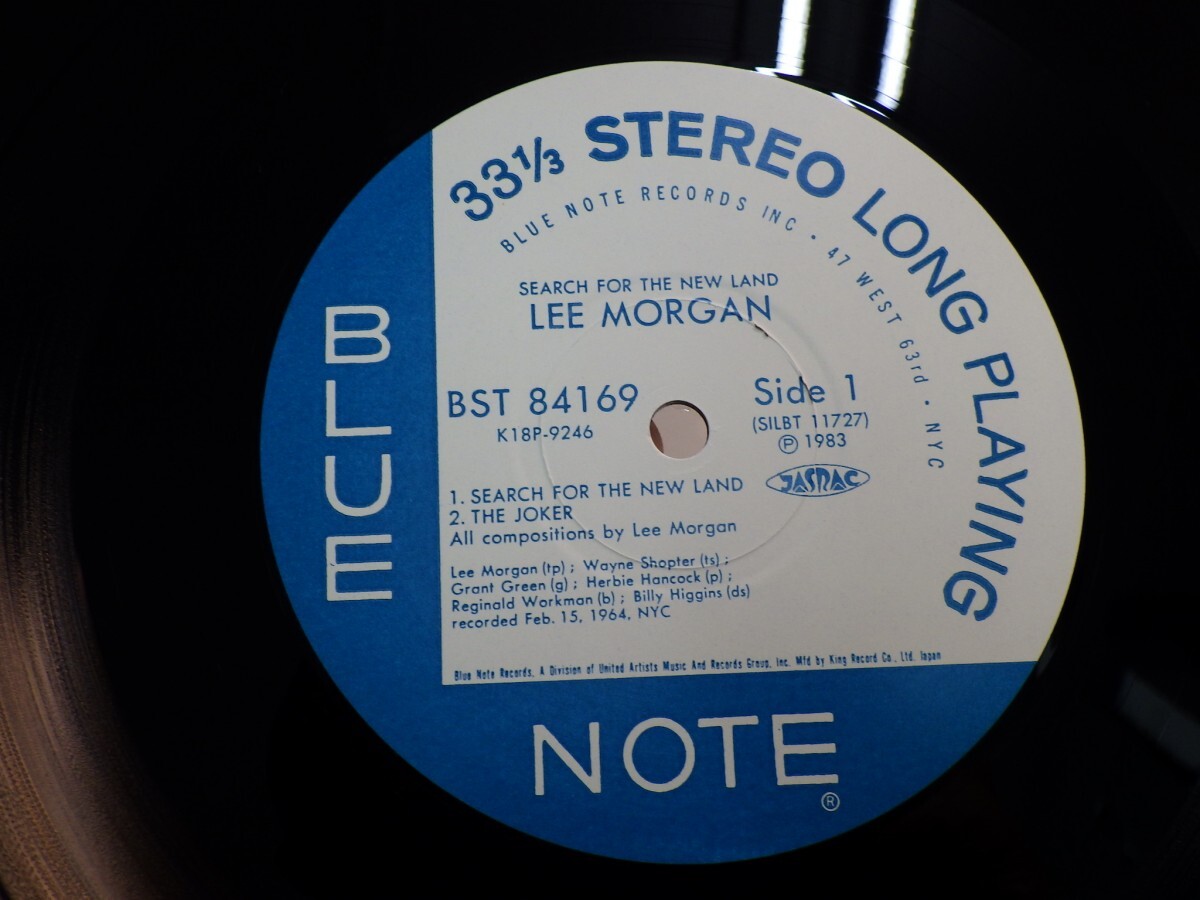 33⅓ STEREO LONG PLAYING
BLUE NOTE RECORDS INC · 47 WEST 63rd · NYC
SEARCH FOR THE NEW LAND
LEE MORGAN
BST 84169
K18P-9246
Side 1
(SILBT 11727)
Ⓟ 1983
JASRAC
1. SEARCH FOR THE NEW LAND
2. THE JOKER
All compositions by Lee Morgan
Lee Morgan (tp) ; Wayne Shopter (ts) ;
Grant Green (g) ; Herbie Hancock (p) ;
Reginald Workman (b) ; Billy Higgins (ds)
recorded Feb. 15, 1964, NYC
Blue Note Records, A Division of United Artists Music And Records Group, Inc. Mfd by King Record Co., Ltd. Japan
BLUE
NOTE
®